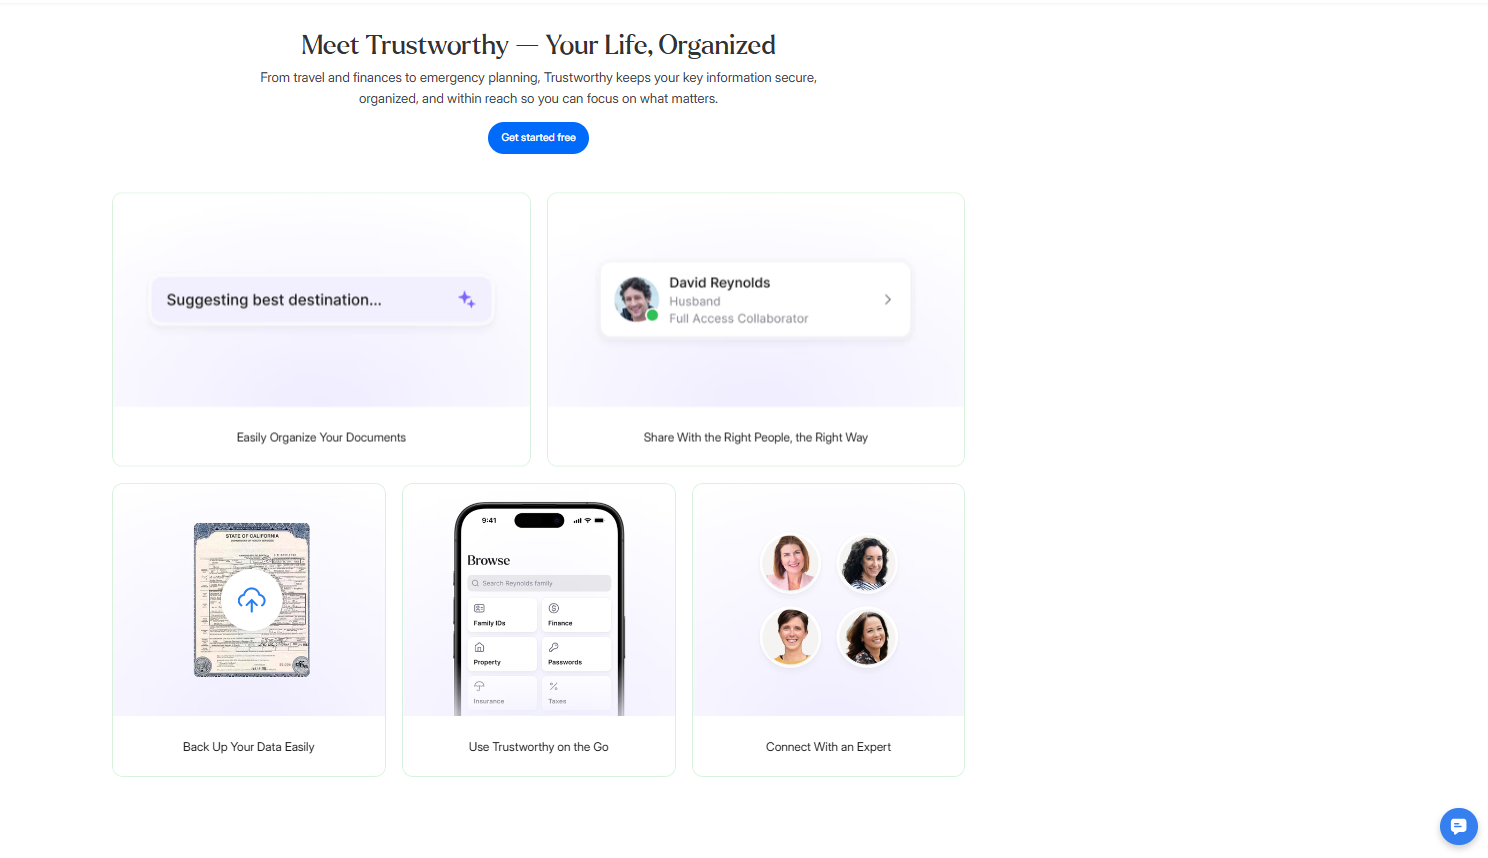 Meet Trustworthy — Your Life, Organized
From travel and finances to emergency planning, Trustworthy keeps your key information secure,
organized, and within reach so you can focus on what matters.
Get started free
Suggesting best destination...
David Reynolds
Husband
Full Access Collaborator
Easily Organize Your Documents
Share With the Right People, the Right Way
STATE OF CALIFORNIA
9:41
Browse
Search Reynolds family
Family IDs
Finance
Property
Passwords
Insurance
Taxes
Back Up Your Data Easily
Use Trustworthy on the Go
Connect With an Expert